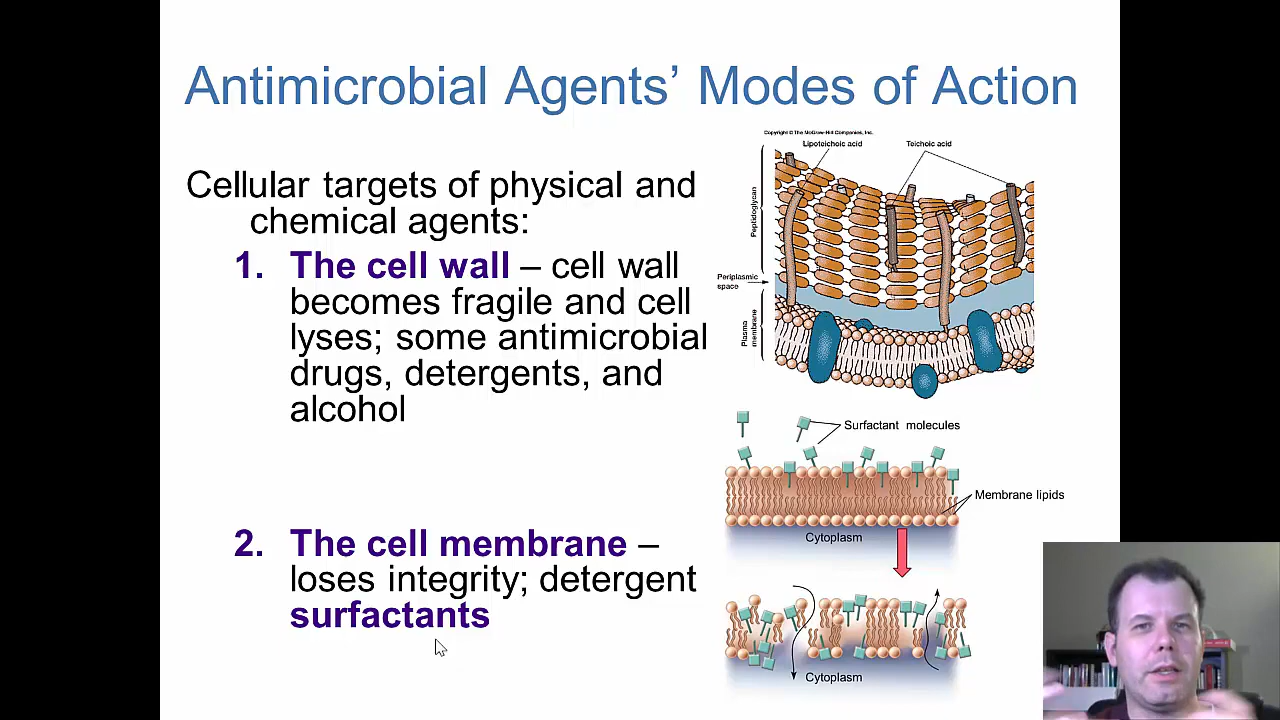 Antimicrobial Agents’ Modes of Action
Copyright © The McGraw-Hill Companies, Inc.
Lipoteichoic acid
Teichoic acid
Cellular targets of physical and
chemical agents:
1. The cell wall – cell wall
becomes fragile and cell
lyses; some antimicrobial
drugs, detergents, and
alcohol
Peptidoglycan
Periplasmic
space
Plasma
membrane
2. The cell membrane –
loses integrity; detergent
surfactants
Surfactant molecules
Membrane lipids
Cytoplasm
Cytoplasm